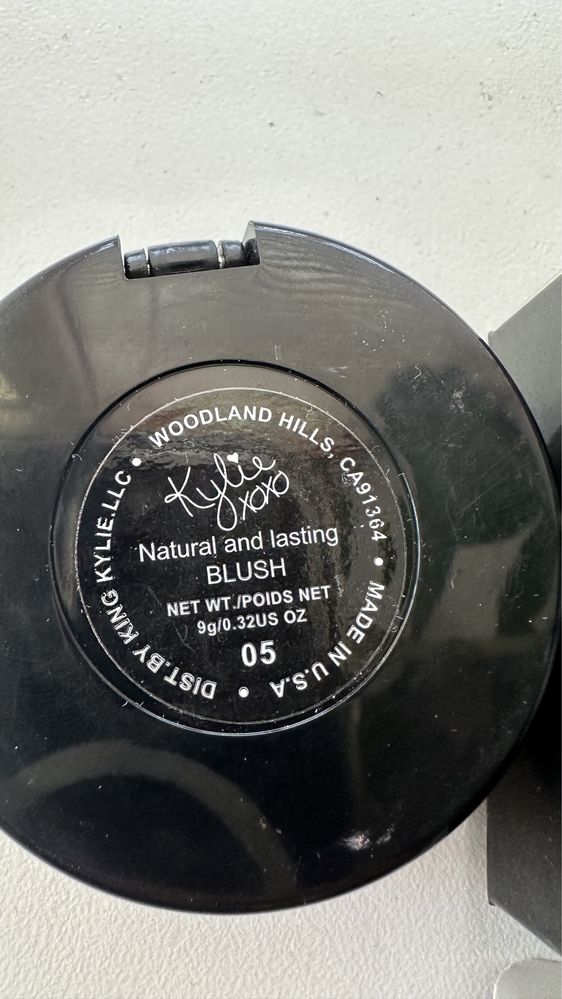 WOODLAND HILLS, CA91364 • MADE IN U.S.A • DIST.BY KING KYLIE.LLC •
Kylie
XOXO
Natural and lasting
BLUSH
NET WT./POIDS NET
9g/0.32US OZ
05